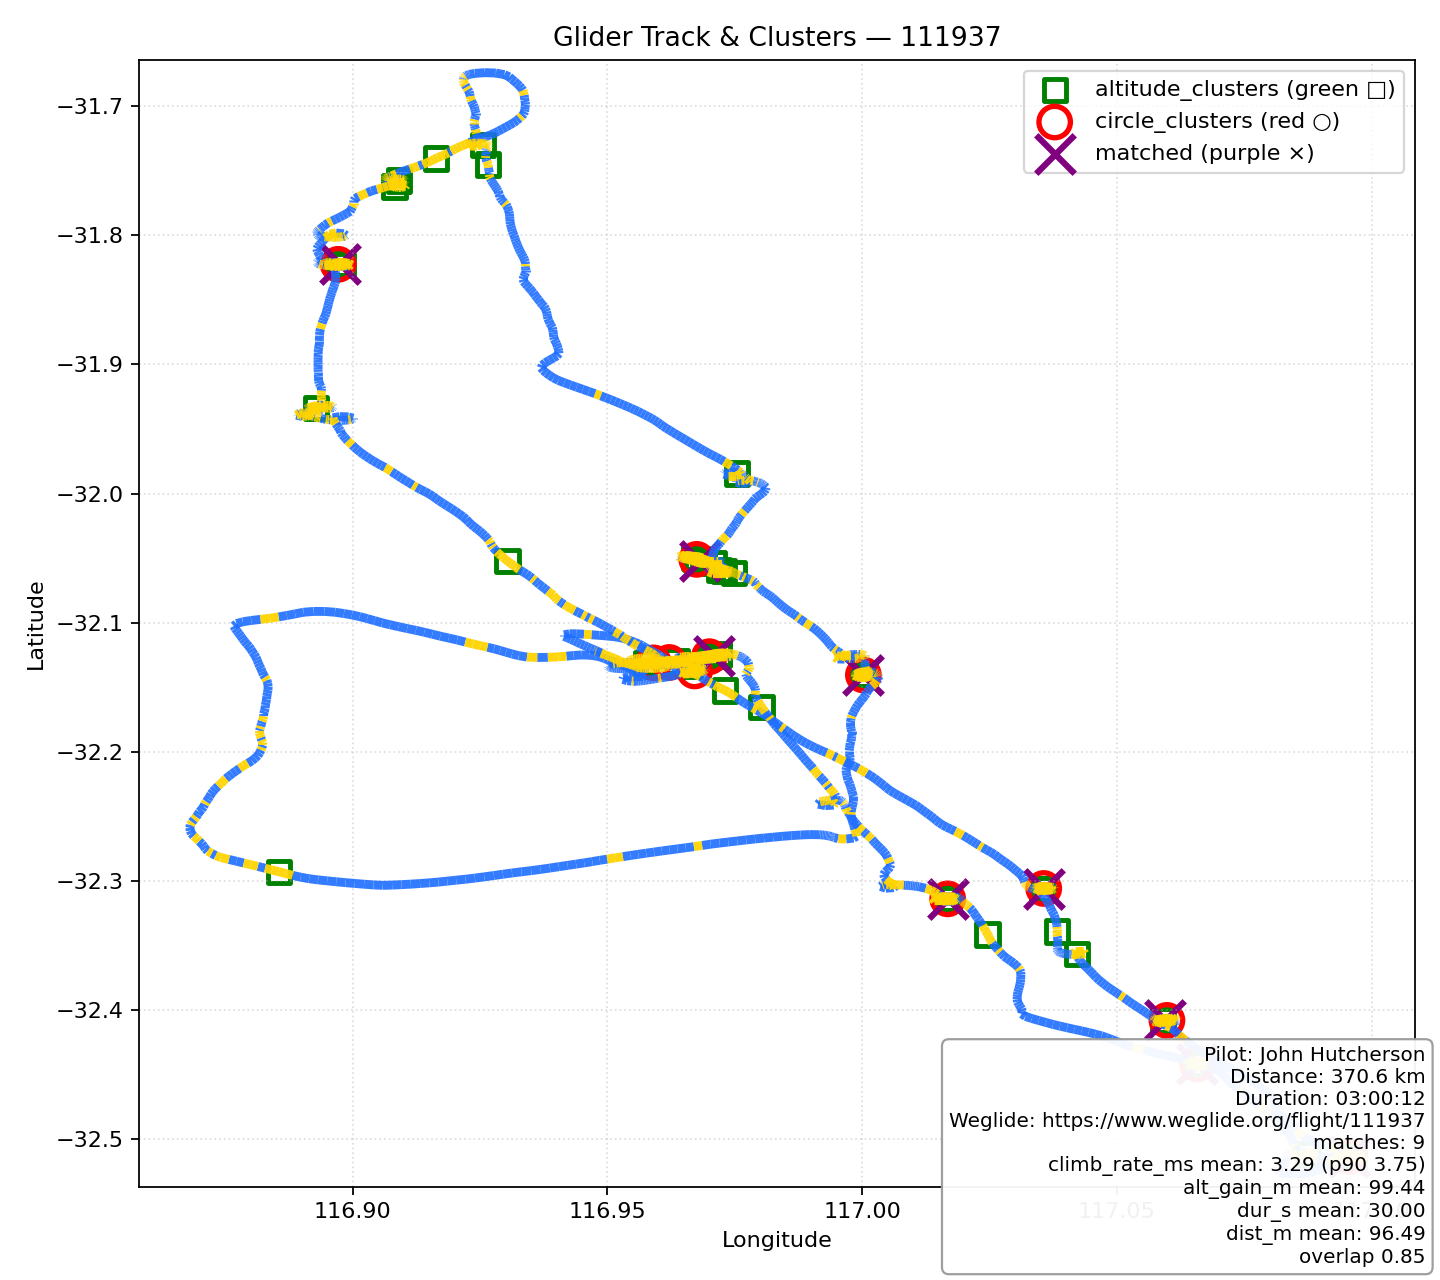 Glider Track & Clusters — 111937
altitude_clusters (green □)
circle_clusters (red ○)
matched (purple ×)
−31.7
−31.8
−31.9
−32.0
−32.1
−32.2
−32.3
−32.4
−32.5
Latitude
116.90
116.95
117.00
117.05
Longitude
Pilot: John Hutcherson
Distance: 370.6 km
Duration: 03:00:12
Weglide: https://www.weglide.org/flight/111937
matches: 9
climb_rate_ms mean: 3.29 (p90 3.75)
alt_gain_m mean: 99.44
dur_s mean: 30.00
dist_m mean: 96.49
overlap 0.85